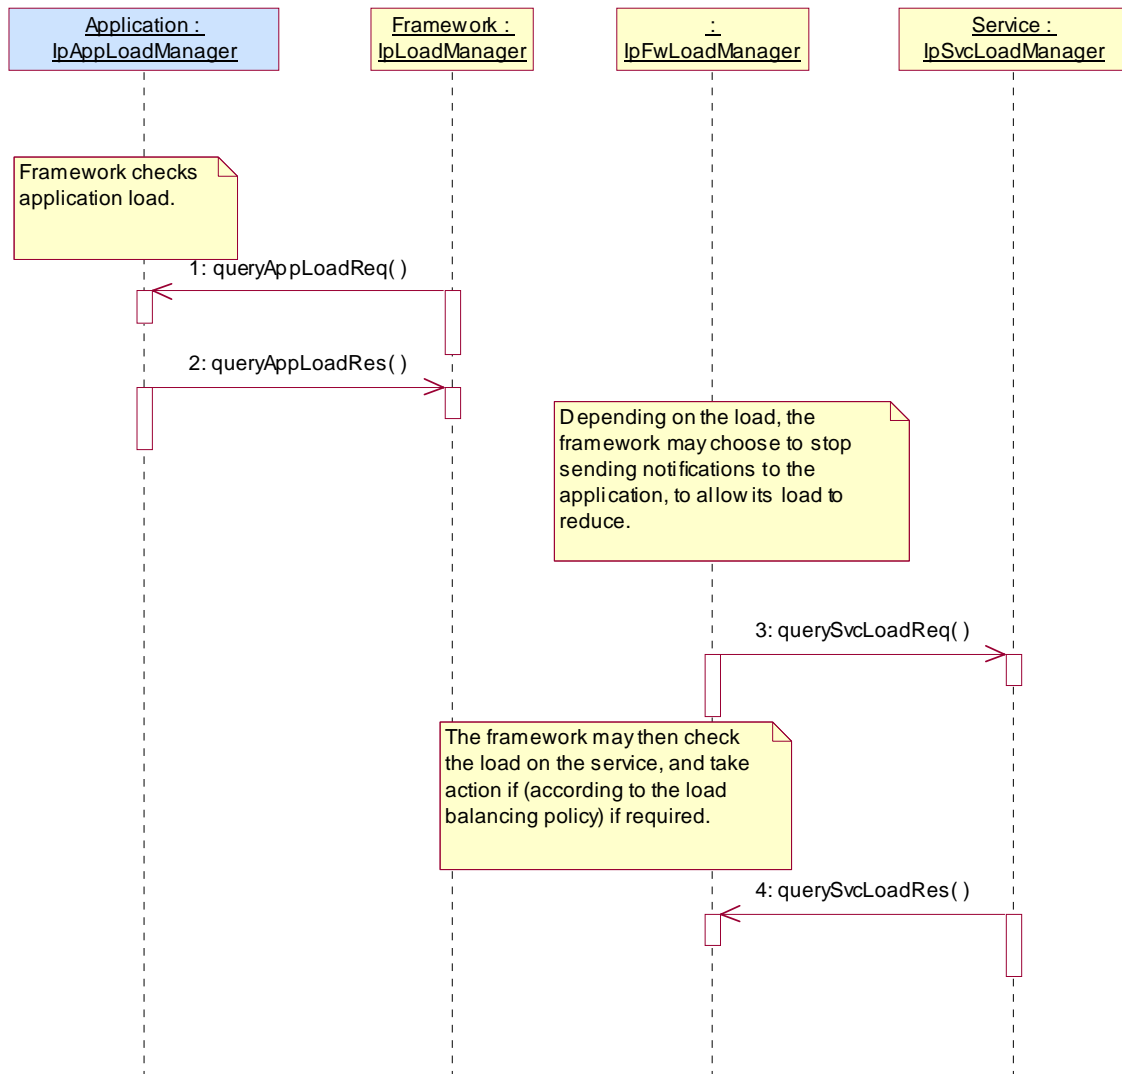 Application :
IpAppLoadManager
Framework :
IpLoadManager
:
IpFwLoadManager
Service :
IpSvcLoadManager
Framework checks
application load.
1: queryAppLoadReq( )
2: queryAppLoadRes( )
Depending on the load, the
framework may choose to stop
sending notifications to the
application, to allow its load to
reduce.
3: querySvcLoadReq( )
The framework may then check
the load on the service, and take
action if (according to the load
balancing policy) if required.
4: querySvcLoadRes( )